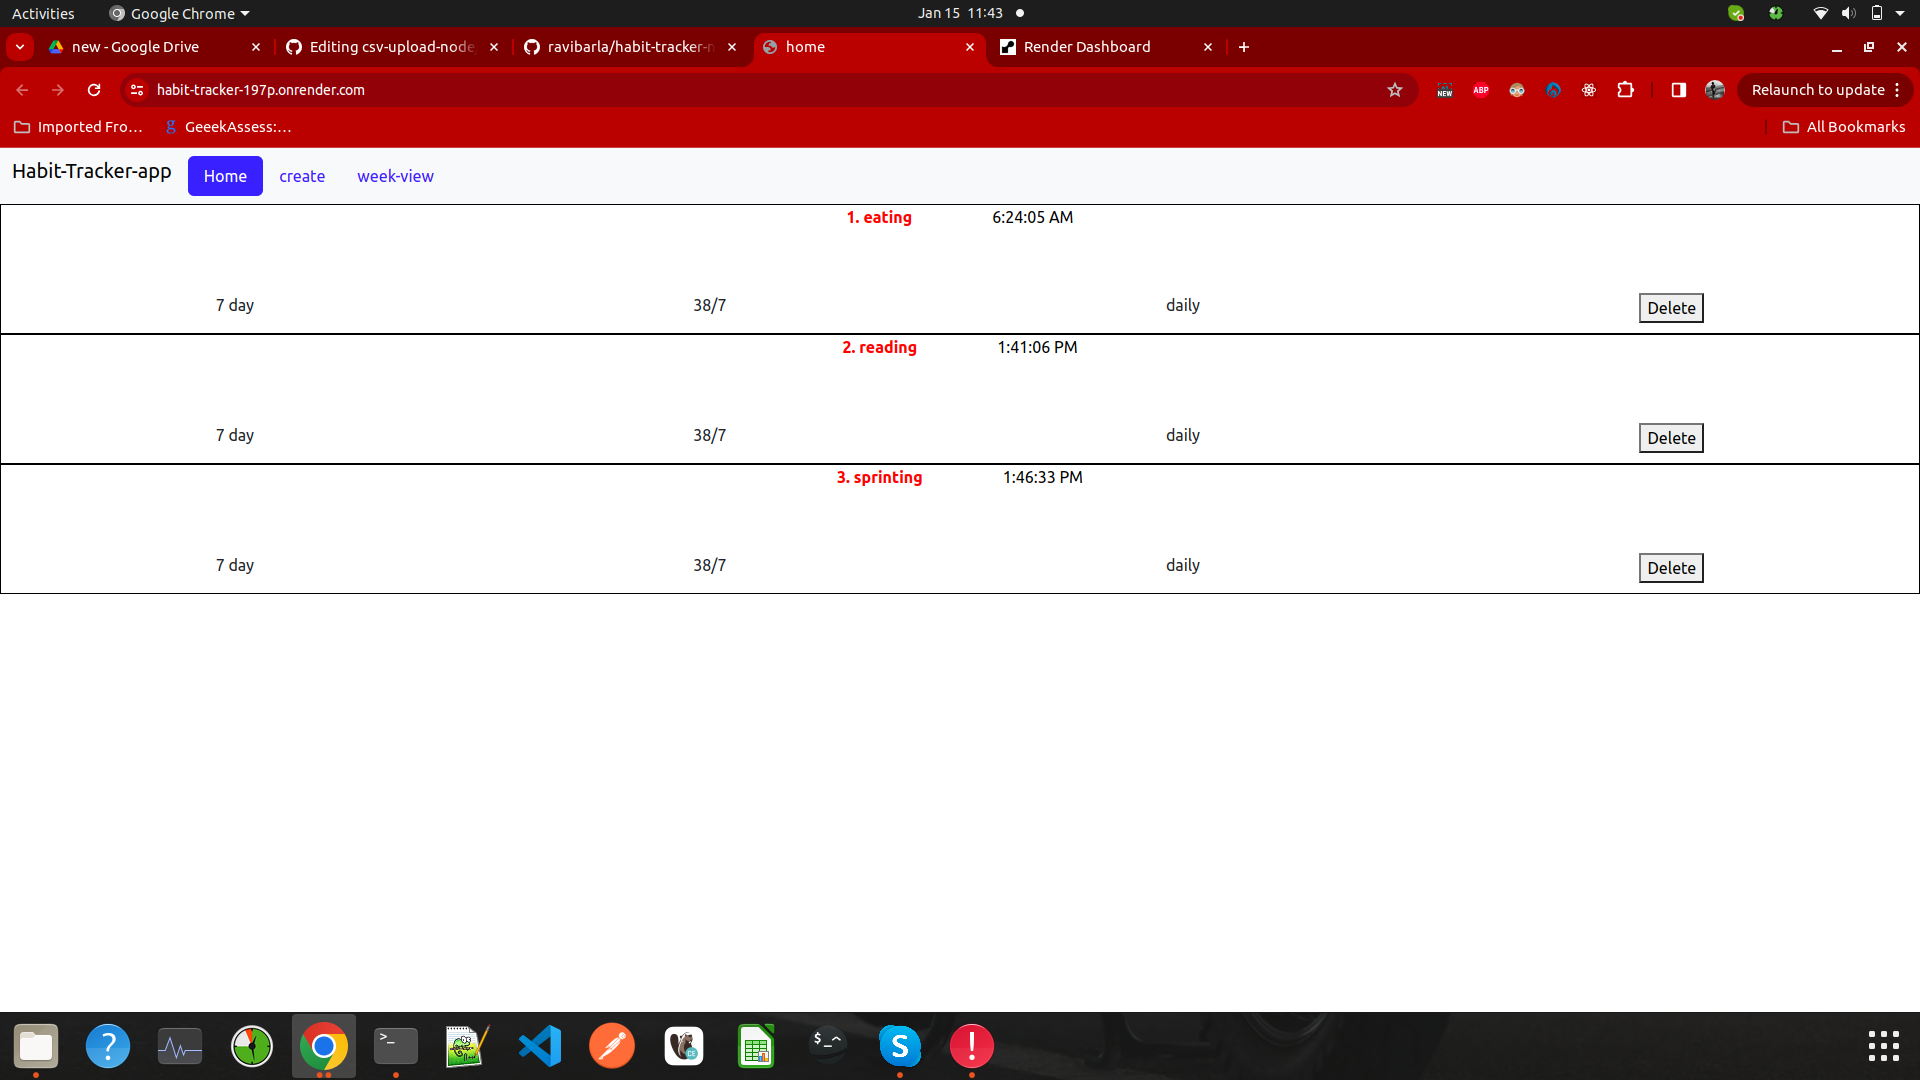 Activities Google Chrome Jan 15 11:43
new - Google Drive Editing csv-upload-node ravibarla/habit-tracker-n home Render Dashboard
habit-tracker-197p.onrender.com NEW ABP Relaunch to update
Imported Fro… g GeeekAssess:… All Bookmarks
Habit-Tracker-app Home create week-view
1. eating 6:24:05 AM
7 day 38/7 daily Delete
2. reading 1:41:06 PM
7 day 38/7 daily Delete
3. sprinting 1:46:33 PM
7 day 38/7 daily Delete
? >_ CE $_^ S !